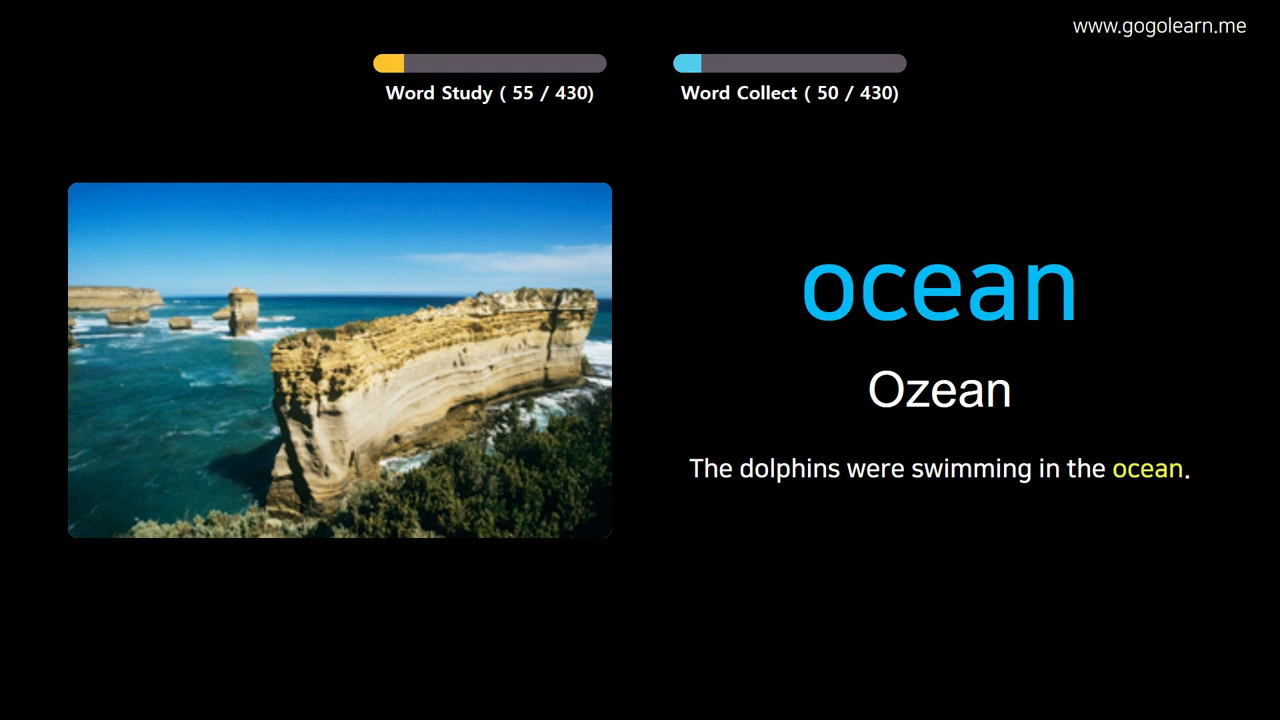 www.gogolearn.me
Word Study ( 55 / 430)
Word Collect ( 50 / 430)
ocean
Ozean
The dolphins were swimming in the ocean.